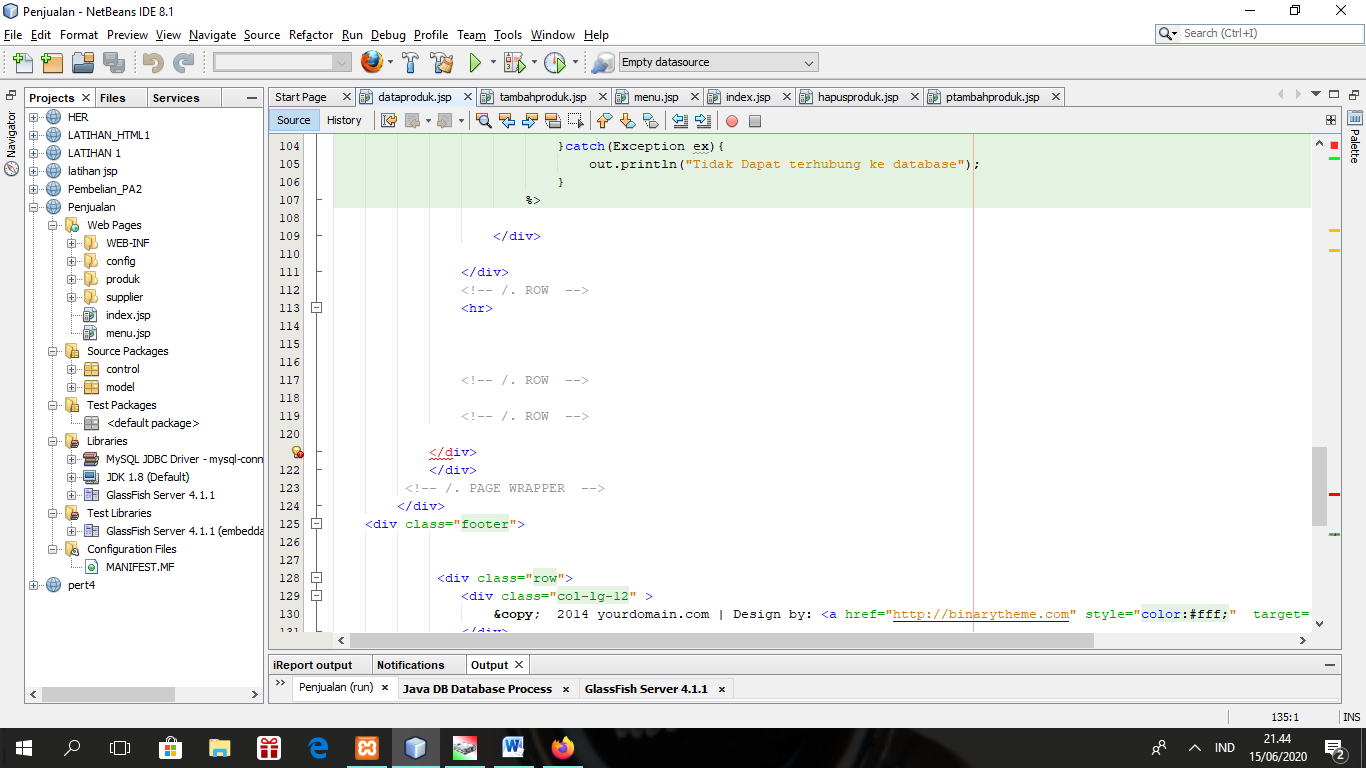 Penjualan - NetBeans IDE 8.1
File Edit Format Preview View Navigate Source Refactor Run Debug Profile Team Tools Window Help
Search (Ctrl+I)
Empty datasource
Navigator
Projects Files Services
HER
LATIHAN_HTML1
LATIHAN 1
latihan jsp
Pembelian_PA2
Penjualan
Web Pages
WEB-INF
config
produk
supplier
index.jsp
menu.jsp
Source Packages
control
model
Test Packages
<default package>
Libraries
MySQL JDBC Driver - mysql-conn
JDK 1.8 (Default)
GlassFish Server 4.1.1
Test Libraries
GlassFish Server 4.1.1 (embedda
Configuration Files
MANIFEST.MF
pert4
Start Page dataproduk.jsp tambahproduk.jsp menu.jsp index.jsp hapusproduk.jsp ptambahproduk.jsp
Source History
104 }catch(Exception ex){
105 out.println("Tidak Dapat terhubung ke database");
106 }
107 %>
108
109 </div>
110
111 </div>
112 <!-- /. ROW  -->
113 <hr>
114
115
116
117 <!-- /. ROW  -->
118
119 <!-- /. ROW  -->
120
</div>
122 </div>
123 <!-- /. PAGE WRAPPER  -->
124 </div>
125 <div class="footer">
126
127
128 <div class="row">
129 <div class="col-lg-12" >
130 &copy;  2014 yourdomain.com | Design by: <a href="http://binarytheme.com" style="color:#fff;"  target=
131 </div>
Palette
iReport output Notifications Output
Penjualan (run) Java DB Database Process GlassFish Server 4.1.1
135:1 INS
IND
21.44
15/06/2020
2